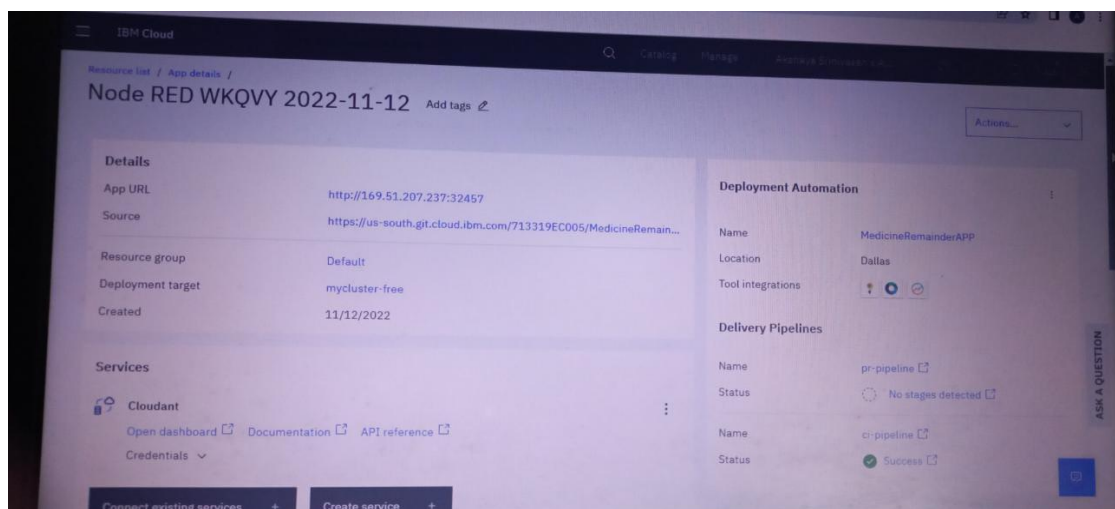 IBM Cloud
Catalog
Manage
Resource list / App details /
Node RED WKQVY 2022-11-12 Add tags
Actions...
Details
App URL http://169.51.207.237:32457
Source https://us-south.git.cloud.ibm.com/713319EC005/MedicineRemain...
Resource group Default
Deployment target mycluster-free
Created 11/12/2022
Services
Cloudant
Open dashboard Documentation API reference
Credentials
Connect existing services +
Create service +
Deployment Automation
Name MedicineRemainderAPP
Location Dallas
Tool integrations
Delivery Pipelines
Name pr-pipeline
Status No stages detected
Name ci-pipeline
Status Success
ASK A QUESTION